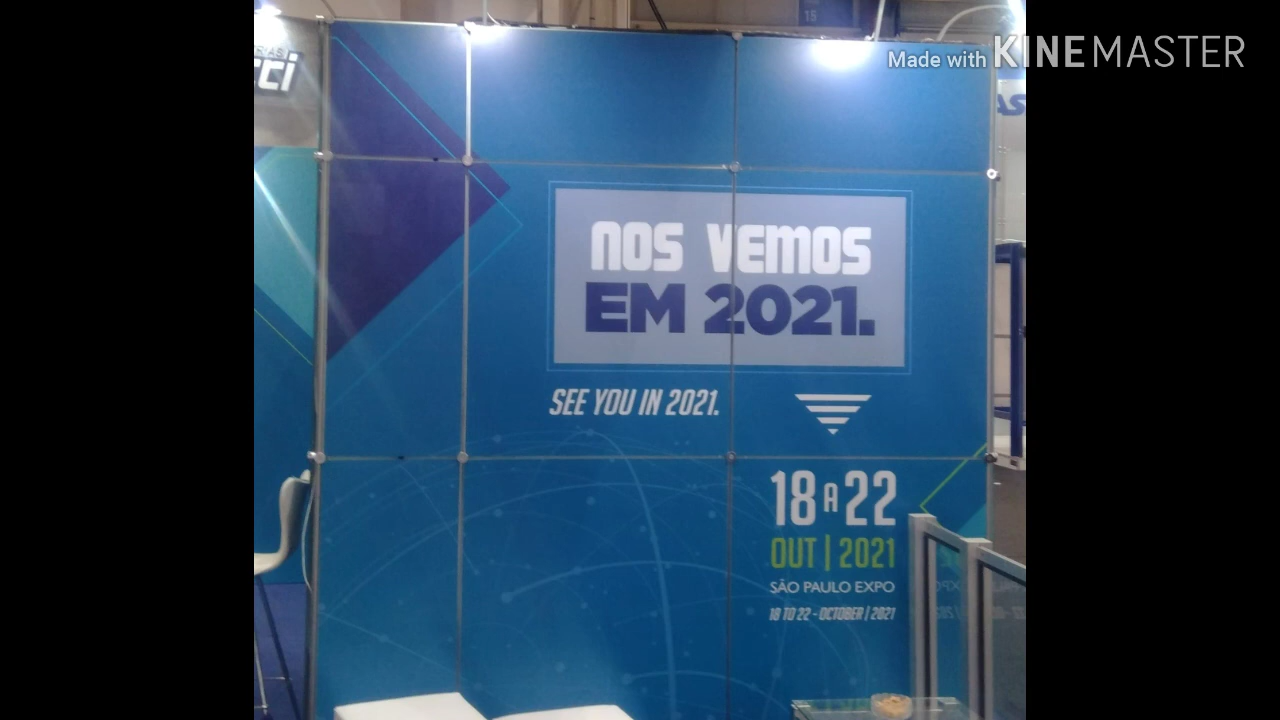 15
Made with KINEMASTER
NOS VEMOS
EM 2021.
SEE YOU IN 2021.
18 A 22
OUT | 2021
SÃO PAULO EXPO
18 TO 22 - OCTOBER | 2021